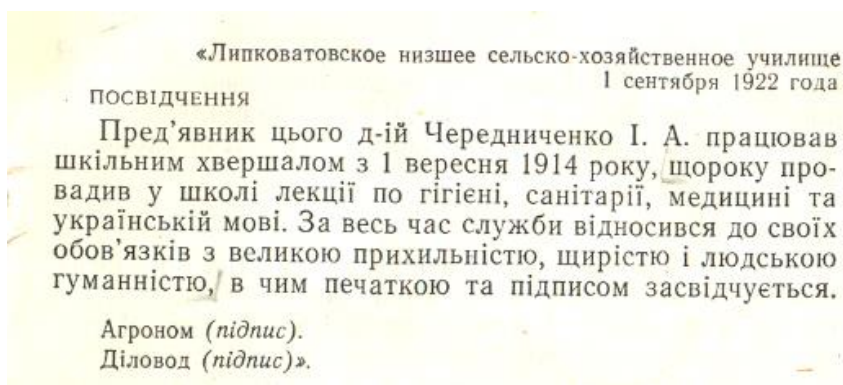 «Липковатовское низшее сельско-хозяйственное училище
1 сентября 1922 года
ПОСВІДЧЕННЯ
Пред’явник цього д-ій Чередниченко І. А. працював
шкільним хвершалом з 1 вересня 1914 року, щороку про-
вадив у школі лекції по гігієні, санітарії, медицині та
українській мові. За весь час служби відносився до своїх
обов’язків з великою прихильністю, щирістю і людською
гуманністю, в чим печаткою та підписом засвідчується.
Агроном (підпис).
Діловод (підпис)».